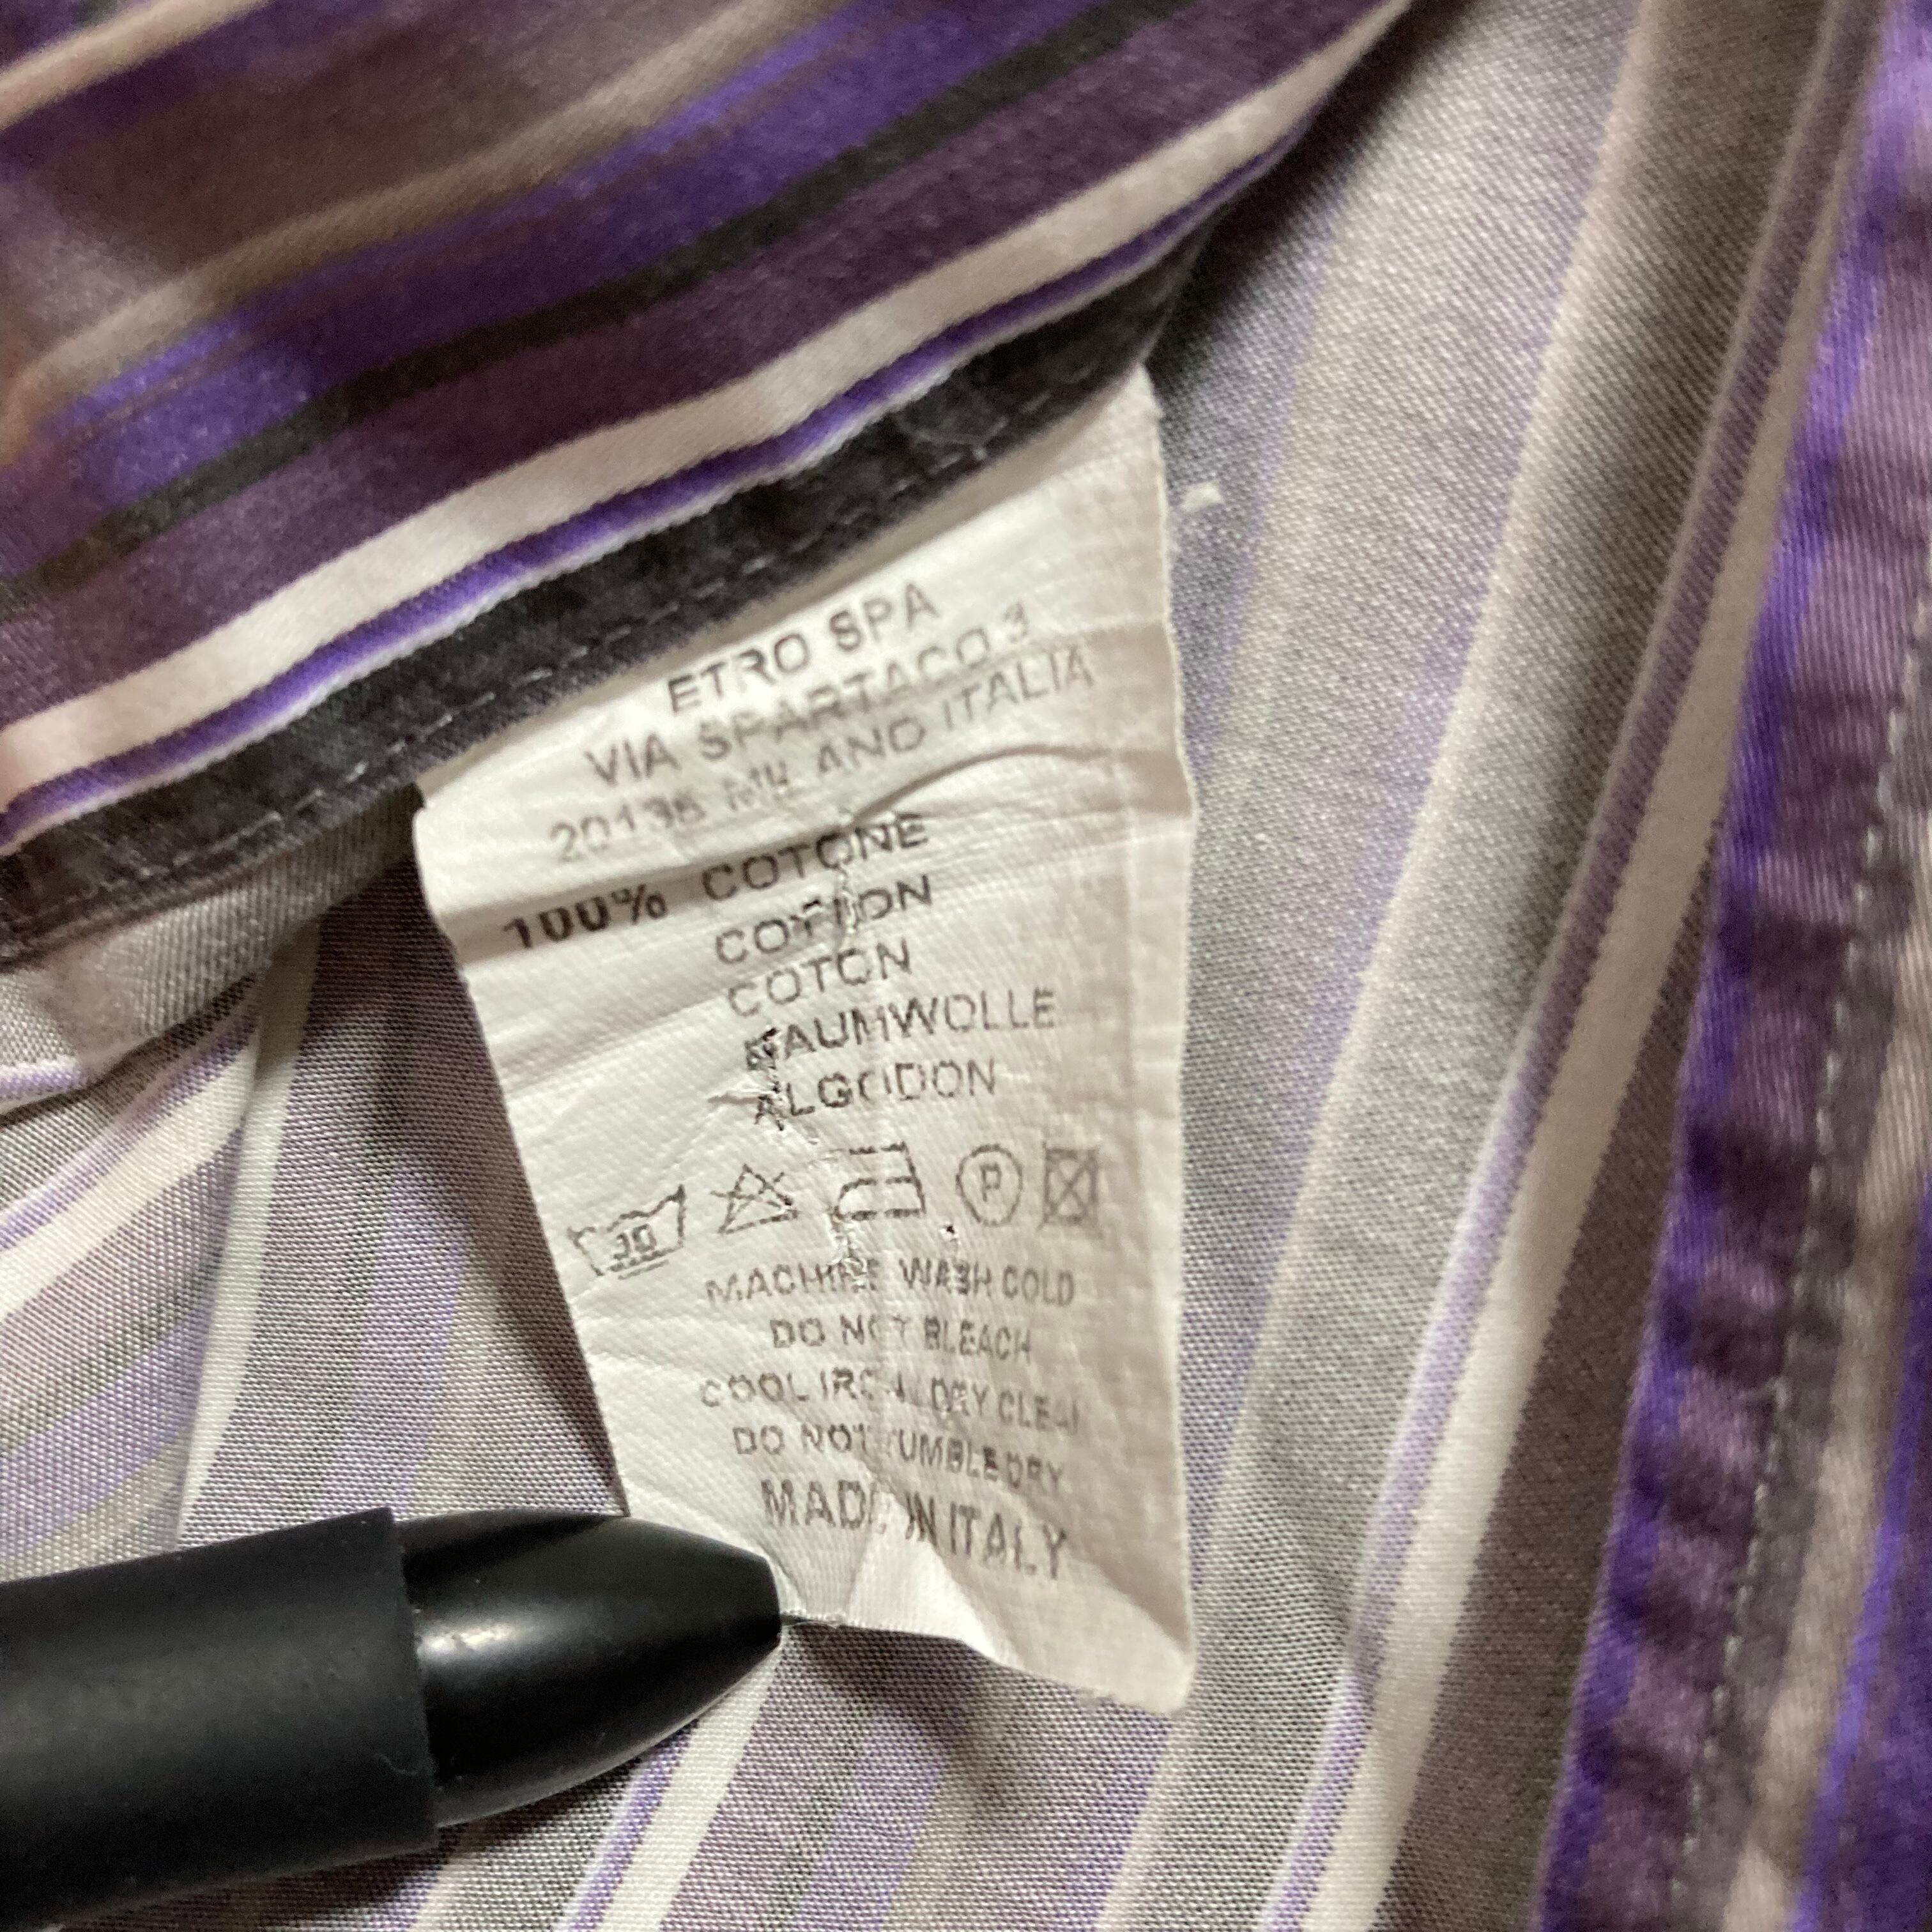 ETRO SPA
VIA SPARTACO 3
MILANO ITALIA
100% COTONE
COTTON
COTON
BAUMWOLLE
ALGODON
30 P
MACHINE WASH COLD
DO NOT BLEACH
COOL IRON DRY CLEAN
DO NOT TUMBLE DRY
MADE IN ITALY